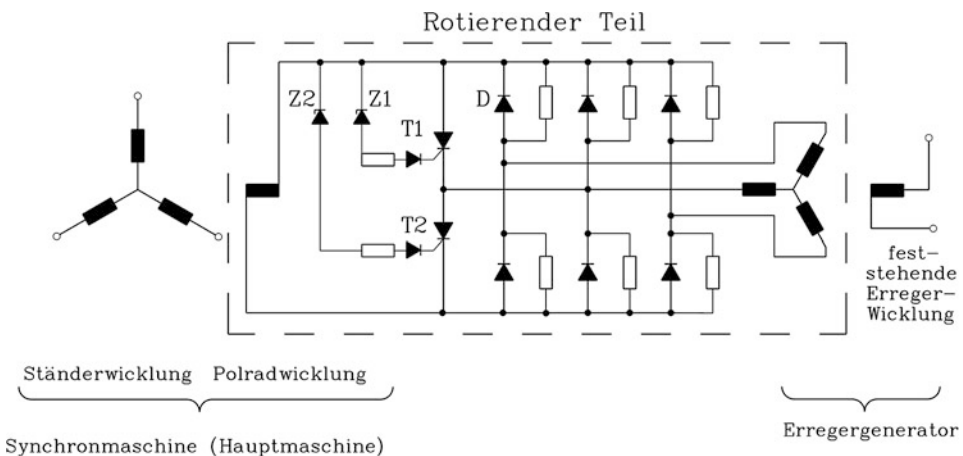 Rotierender Teil
Z2
Z1
D
T1
T2
fest-
stehende
Erreger-
Wicklung
Ständerwicklung Polradwicklung
Synchronmaschine (Hauptmaschine)
Erregergenerator